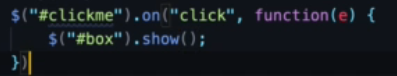 $("#clickme").on("click", function(e) {
    $("#box").show();
})